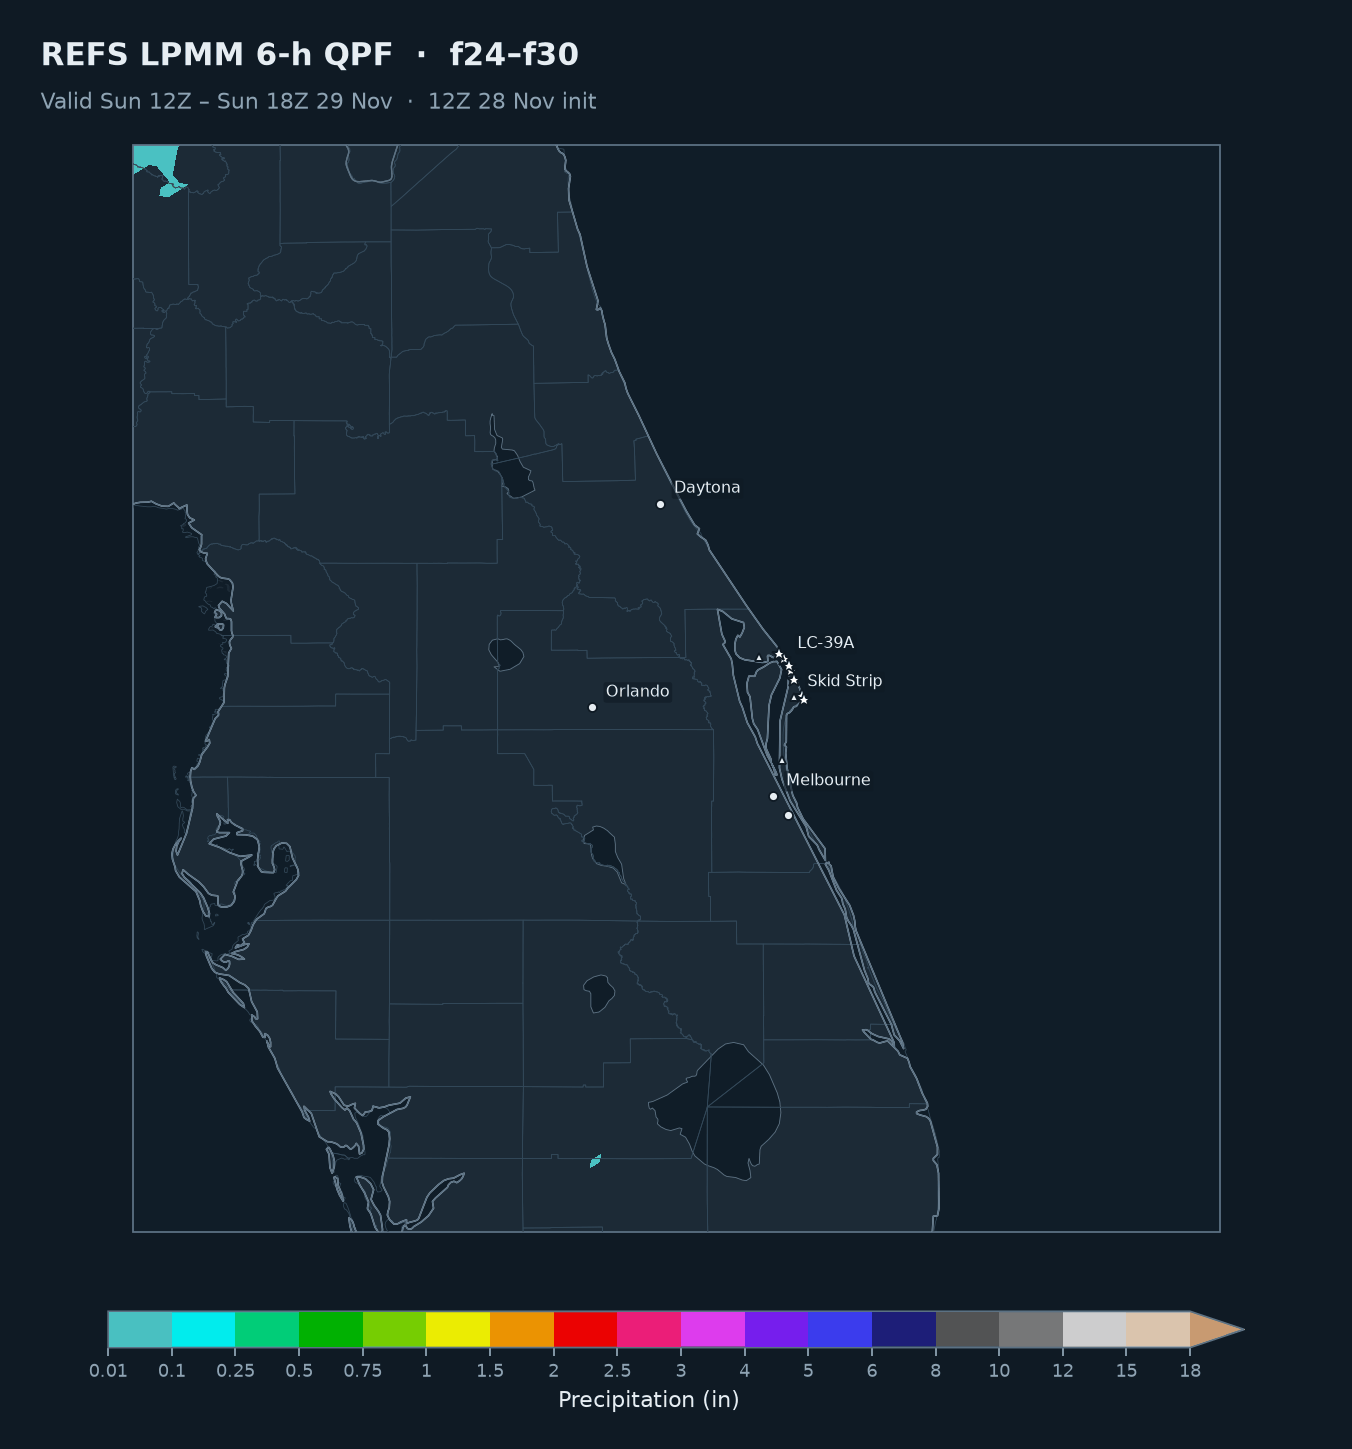 REFS LPMM 6-h QPF · f24–f30
Valid Sun 12Z – Sun 18Z 29 Nov · 12Z 28 Nov init
Daytona
LC-39A
Skid Strip
Orlando
Melbourne
0.01 0.1 0.25 0.5 0.75 1 1.5 2 2.5 3 4 5 6 8 10 12 15 18
Precipitation (in)